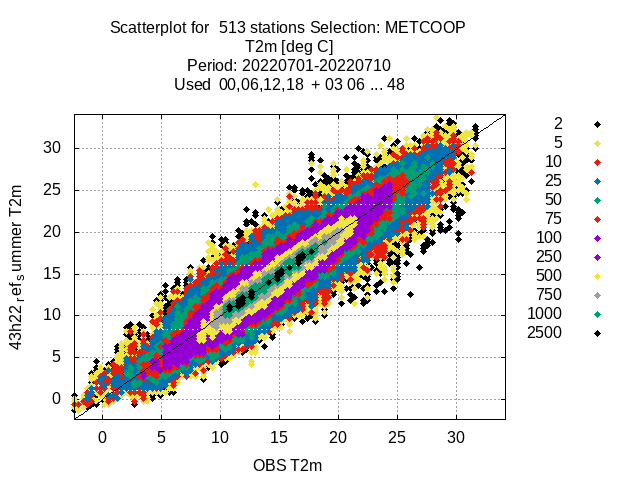 Scatterplot for 513 stations Selection: METCOOP
T2m [deg C]
Period: 20220701-20220710
Used 00,06,12,18 + 03 06 ... 48
43h22_ref_summer T2m
30
25
20
15
10
5
0
0 5 10 15 20 25 30
OBS T2m
2
5
10
25
50
75
100
250
500
750
1000
2500